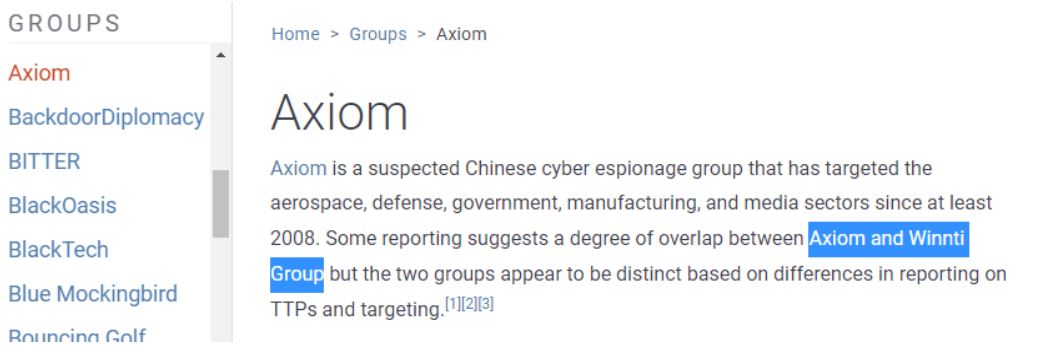 GROUPS
Axiom
BackdoorDiplomacy
BITTER
BlackOasis
BlackTech
Blue Mockingbird
Bouncing Golf
Home > Groups > Axiom
Axiom
Axiom is a suspected Chinese cyber espionage group that has targeted the
aerospace, defense, government, manufacturing, and media sectors since at least
2008. Some reporting suggests a degree of overlap between Axiom and Winnti
Group but the two groups appear to be distinct based on differences in reporting on
TTPs and targeting.[1][2][3]